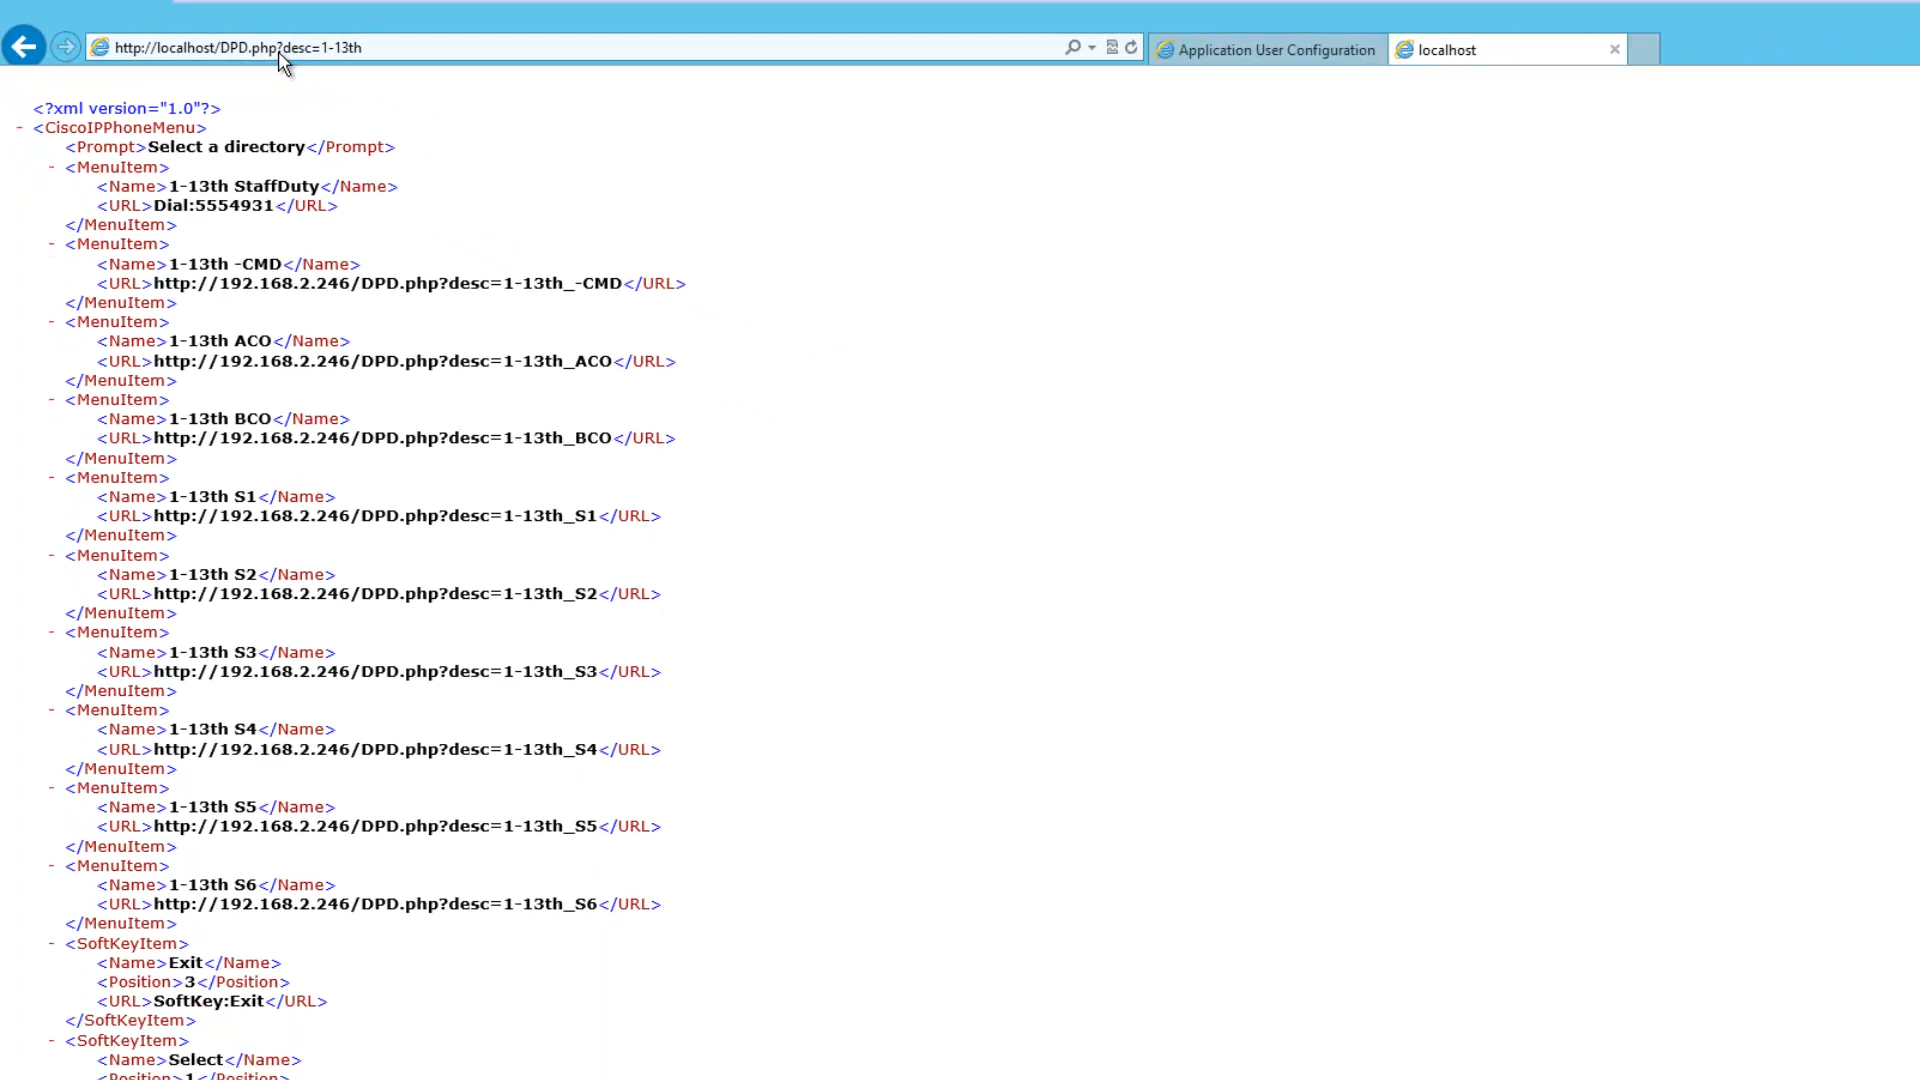 http://localhost/DPD.php?desc=1-13th
Application User Configuration
localhost
<?xml version="1.0"?>
- <CiscoIPPhoneMenu>
<Prompt>Select a directory</Prompt>
- <MenuItem>
<Name>1-13th StaffDuty</Name>
<URL>Dial:5554931</URL>
</MenuItem>
- <MenuItem>
<Name>1-13th -CMD</Name>
<URL>http://192.168.2.246/DPD.php?desc=1-13th_-CMD</URL>
</MenuItem>
- <MenuItem>
<Name>1-13th ACO</Name>
<URL>http://192.168.2.246/DPD.php?desc=1-13th_ACO</URL>
</MenuItem>
- <MenuItem>
<Name>1-13th BCO</Name>
<URL>http://192.168.2.246/DPD.php?desc=1-13th_BCO</URL>
</MenuItem>
- <MenuItem>
<Name>1-13th S1</Name>
<URL>http://192.168.2.246/DPD.php?desc=1-13th_S1</URL>
</MenuItem>
- <MenuItem>
<Name>1-13th S2</Name>
<URL>http://192.168.2.246/DPD.php?desc=1-13th_S2</URL>
</MenuItem>
- <MenuItem>
<Name>1-13th S3</Name>
<URL>http://192.168.2.246/DPD.php?desc=1-13th_S3</URL>
</MenuItem>
- <MenuItem>
<Name>1-13th S4</Name>
<URL>http://192.168.2.246/DPD.php?desc=1-13th_S4</URL>
</MenuItem>
- <MenuItem>
<Name>1-13th S5</Name>
<URL>http://192.168.2.246/DPD.php?desc=1-13th_S5</URL>
</MenuItem>
- <MenuItem>
<Name>1-13th S6</Name>
<URL>http://192.168.2.246/DPD.php?desc=1-13th_S6</URL>
</MenuItem>
- <SoftKeyItem>
<Name>Exit</Name>
<Position>3</Position>
<URL>SoftKey:Exit</URL>
</SoftKeyItem>
- <SoftKeyItem>
<Name>Select</Name>
<Position>1</Position>